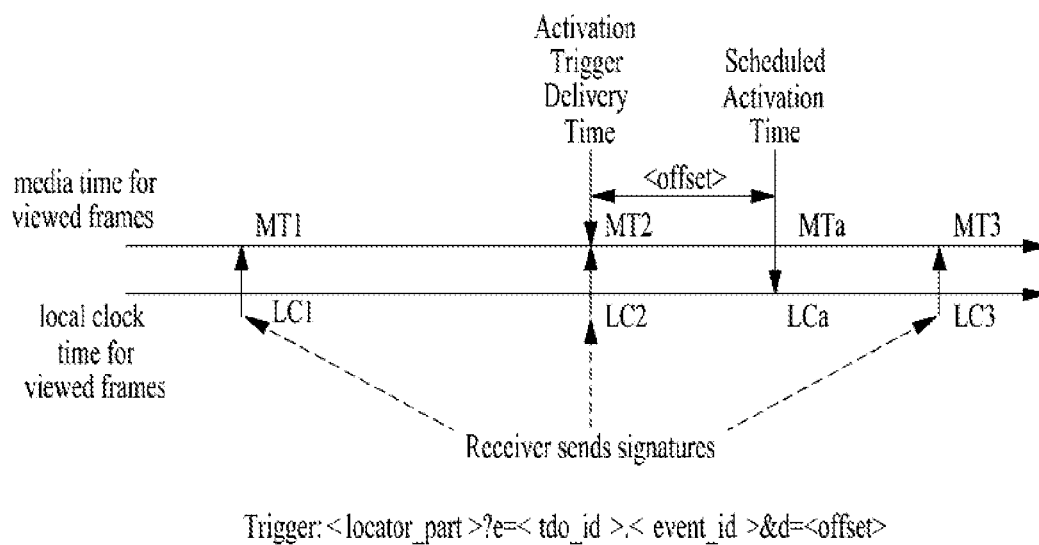 Activation
Trigger
Delivery
Time
Scheduled
Activation
Time
<offset>
media time for
viewed frames
MT1
MT2
MTa
MT3
local clock
time for
viewed frames
LC1
LC2
LCa
LC3
Receiver sends signatures
Trigger: < locator_part >?e=< tdo_id >.< event_id >&d=<offset>